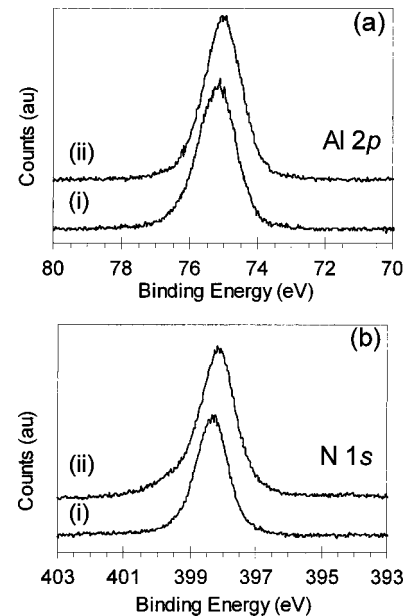 (a)
Counts (au)
(ii)
(i)
Al 2p
80 78 76 74 72 70
Binding Energy (eV)
(b)
Counts (au)
(ii)
(i)
N 1s
403 401 399 397 395 393
Binding Energy (eV)